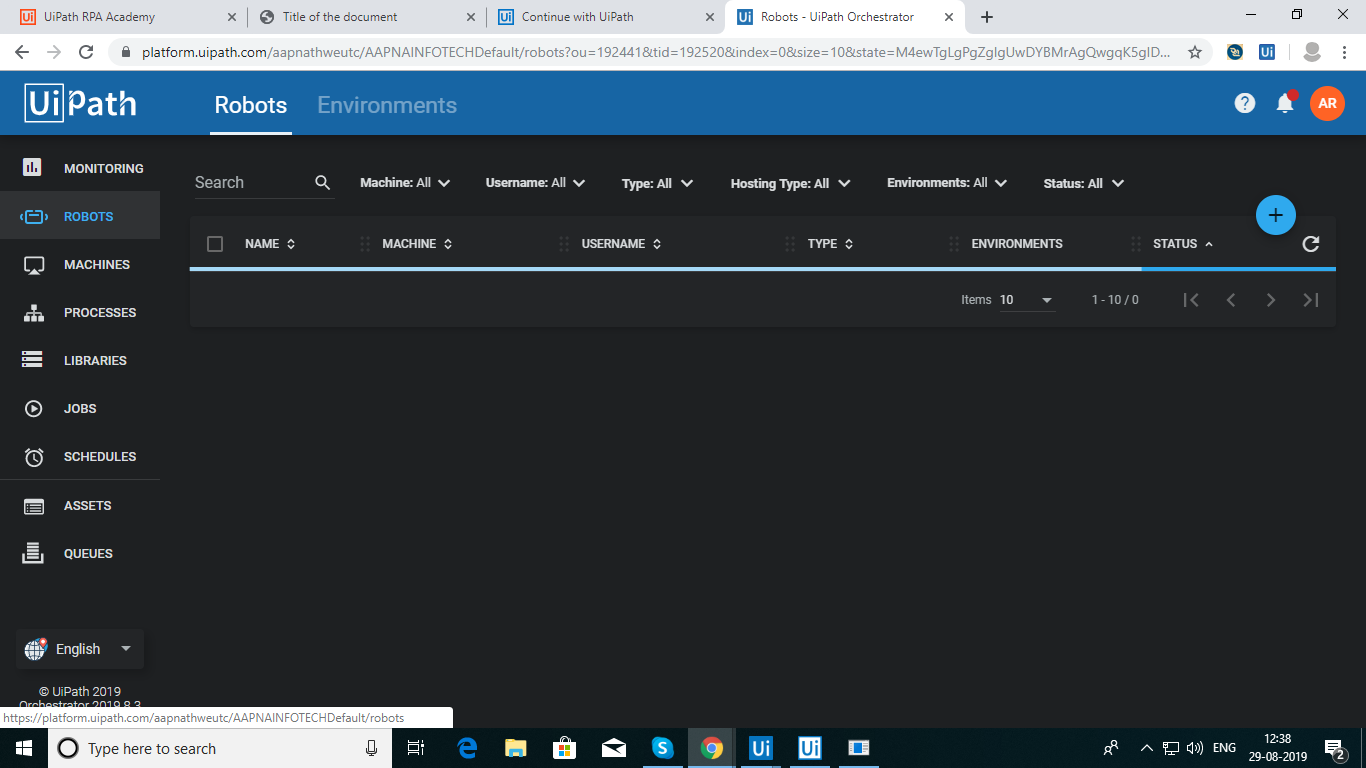 UiPath RPA Academy
Title of the document
Continue with UiPath
Robots - UiPath Orchestrator
platform.uipath.com/aapnathweutc/AAPNAINFOTECHDefault/robots?ou=192441&tid=192520&index=0&size=10&state=M4ewTgLgPgZgIgUwDYBMrAgQwgqK5gID...
UiPath
Robots
Environments
AR
MONITORING
ROBOTS
MACHINES
PROCESSES
LIBRARIES
JOBS
SCHEDULES
ASSETS
QUEUES
Search
Machine: All
Username: All
Type: All
Hosting Type: All
Environments: All
Status: All
NAME
MACHINE
USERNAME
TYPE
ENVIRONMENTS
STATUS
Items 10
1 - 10 / 0
English
© UiPath 2019
Orchestrator 2019.8.3
https://platform.uipath.com/aapnathweutc/AAPNAINFOTECHDefault/robots
Type here to search
ENG
12:38
29-08-2019
2